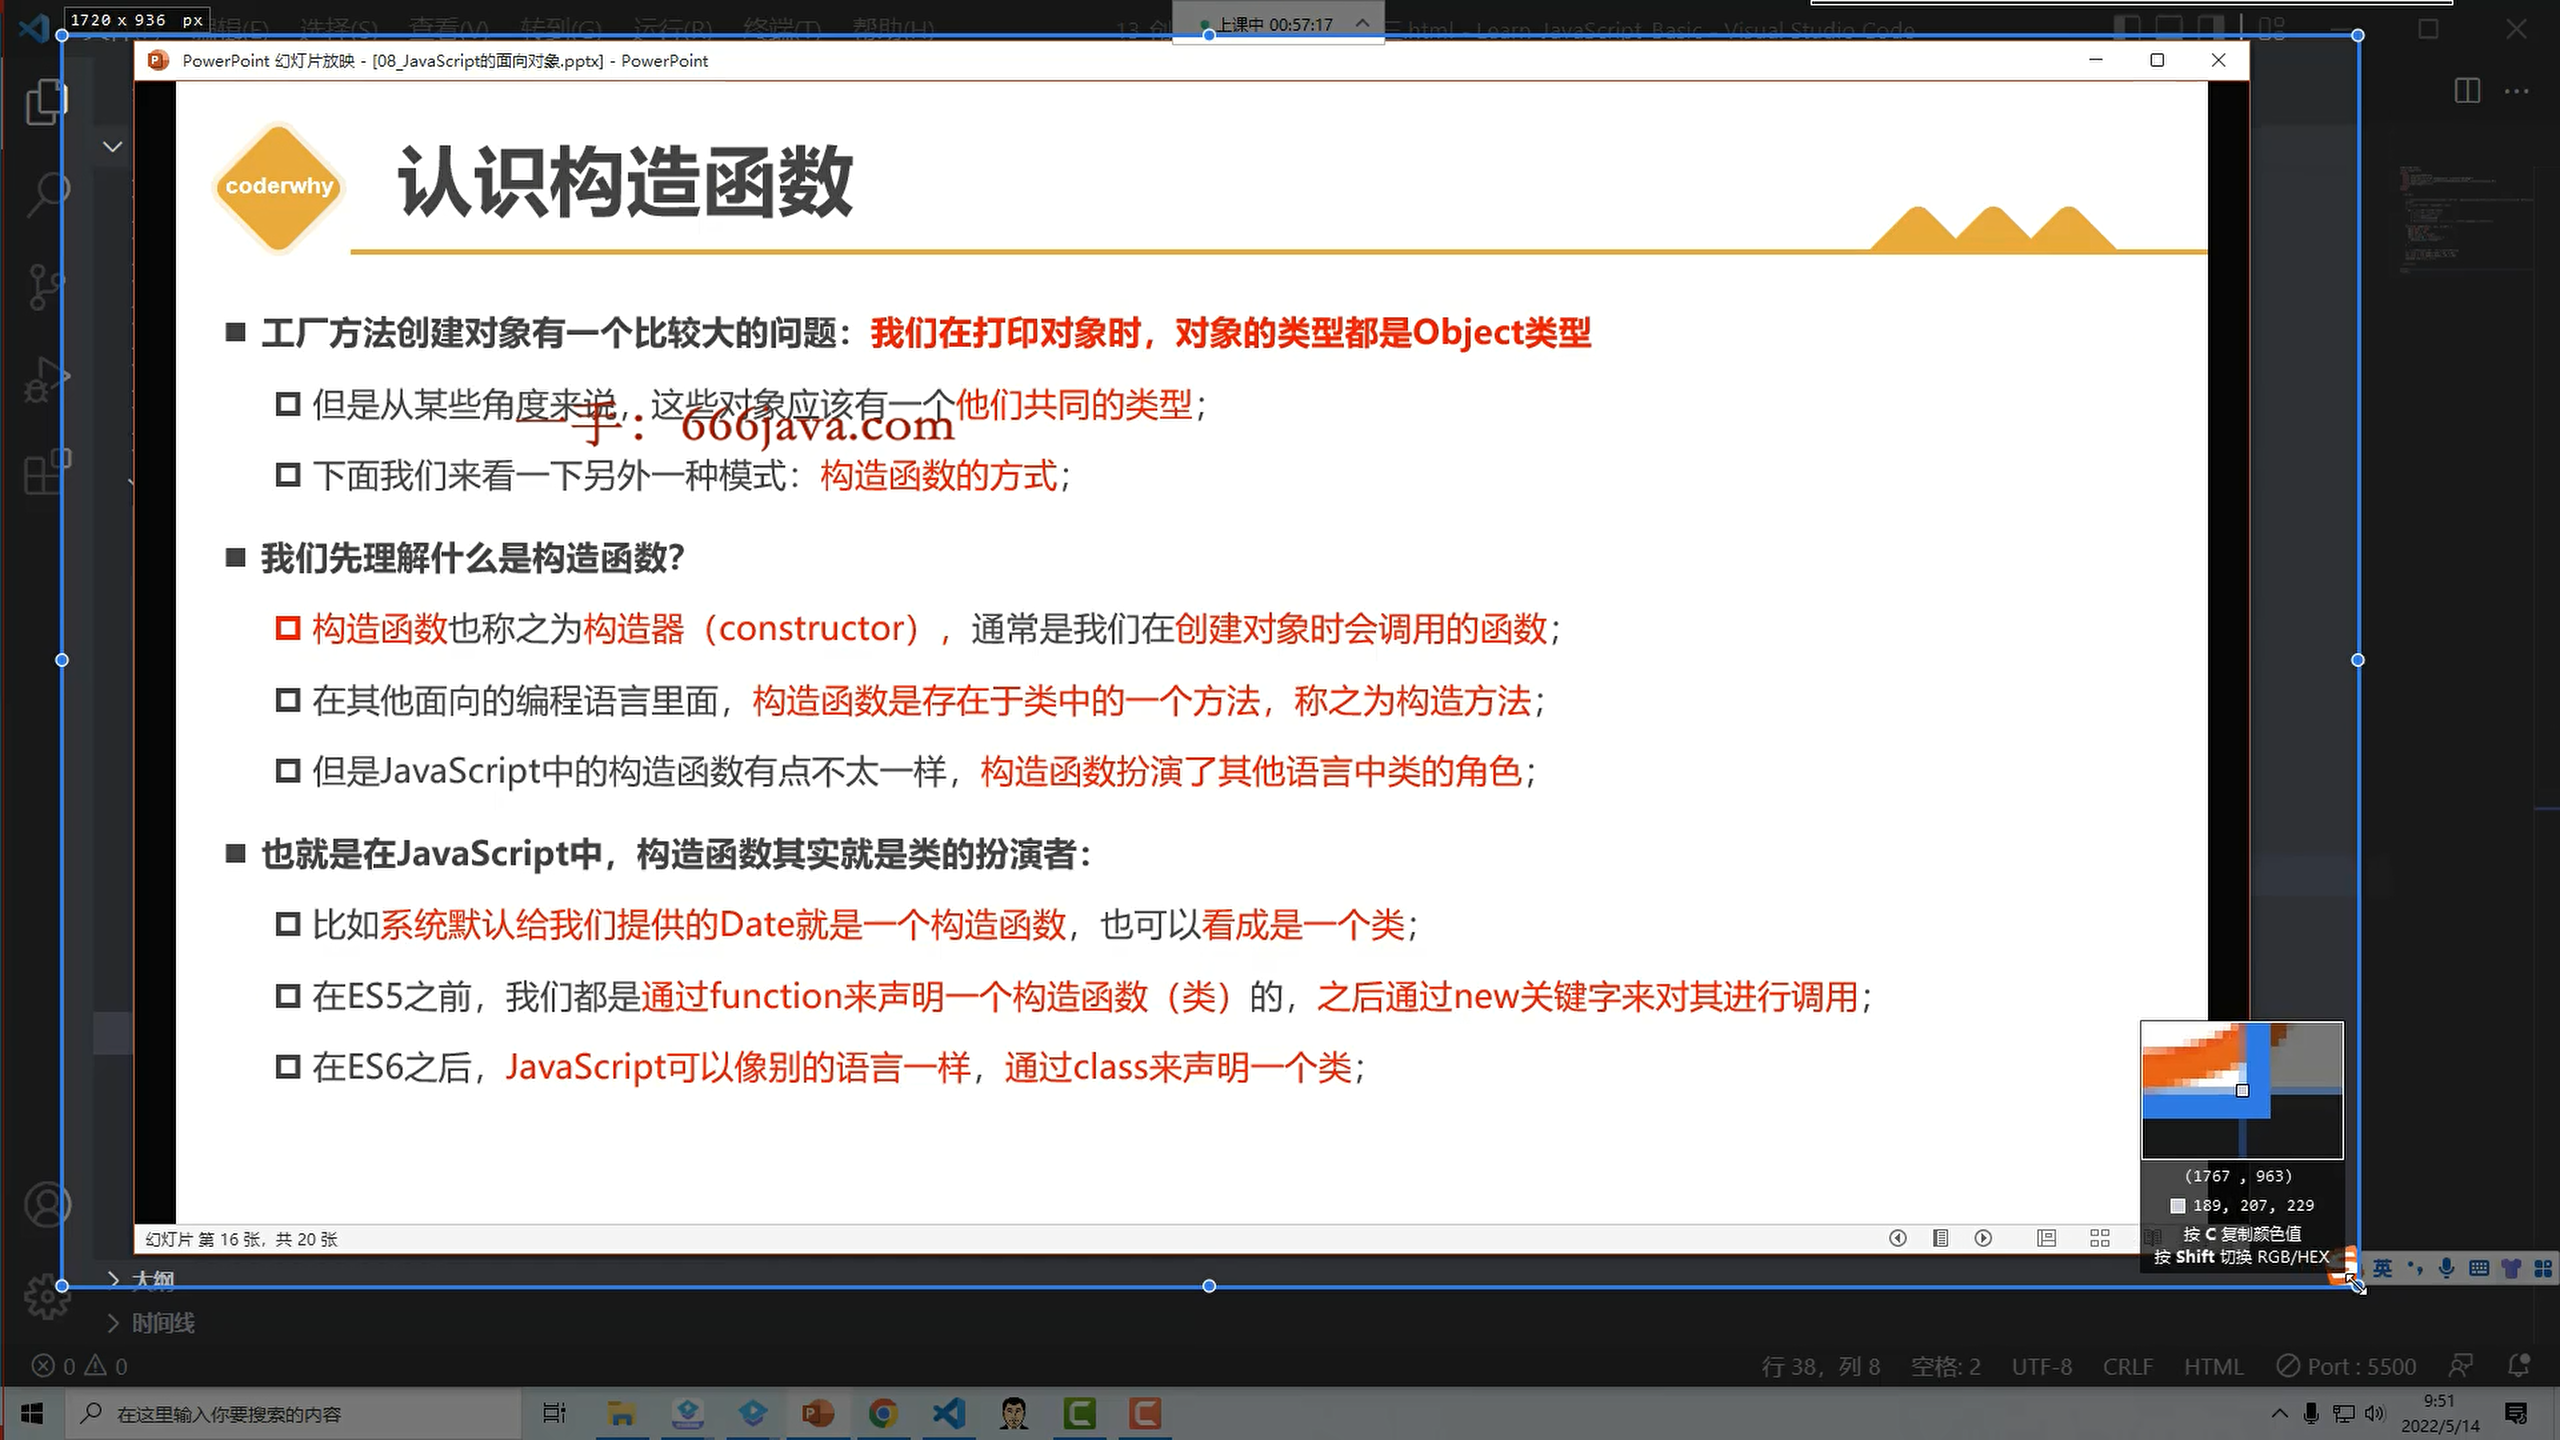 1720 x 936 px
文件(F) 编辑(E) 选择(S) 查看(V) 转到(G) 运行(R) 终端(T) 帮助(H)
上课中 00:57:17
.html - Learn_JavaScript_Basic - Visual Studio Code
PowerPoint 幻灯片放映 - [08_JavaScript的面向对象.pptx] - PowerPoint
coderwhy
认识构造函数
工厂方法创建对象有一个比较大的问题：我们在打印对象时，对象的类型都是Object类型
但是从某些角度来说，这些对象应该有一个他们共同的类型；
一手：666java.com
下面我们来看一下另外一种模式：构造函数的方式；
我们先理解什么是构造函数？
构造函数也称之为构造器（constructor），通常是我们在创建对象时会调用的函数；
在其他面向的编程语言里面，构造函数是存在于类中的一个方法，称之为构造方法；
但是JavaScript中的构造函数有点不太一样，构造函数扮演了其他语言中类的角色；
也就是在JavaScript中，构造函数其实就是类的扮演者：
比如系统默认给我们提供的Date就是一个构造函数，也可以看成是一个类；
在ES5之前，我们都是通过function来声明一个构造函数（类）的，之后通过new关键字来对其进行调用；
在ES6之后，JavaScript可以像别的语言一样，通过class来声明一个类；
(1767 , 963)
189, 207, 229
按 C 复制颜色值
按 Shift 切换 RGB/HEX
幻灯片 第 16 张，共 20 张
英
大纲
时间线
0 0
行 38，列 8 空格: 2 UTF-8 CRLF HTML Port : 5500
在这里输入你要搜索的内容
9:51
2022/5/14